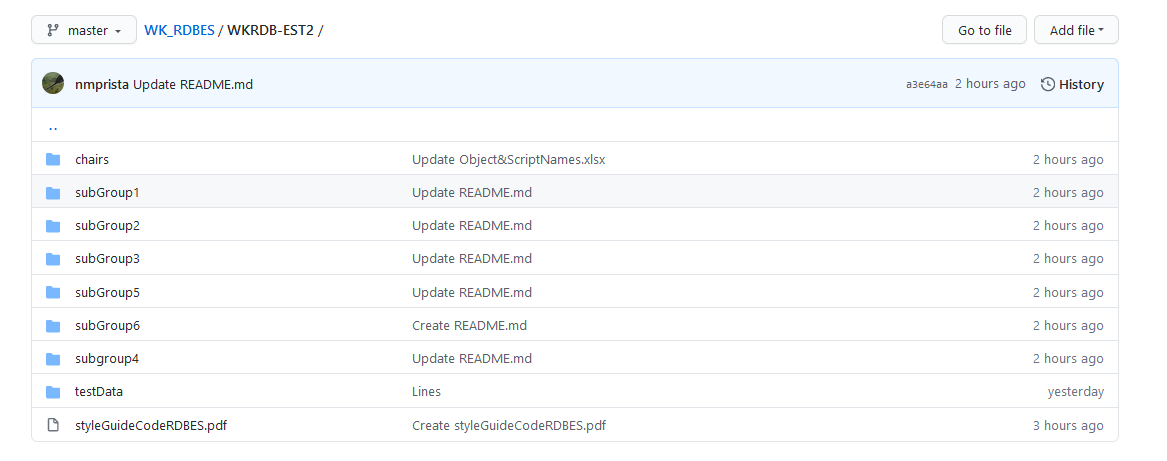 master WK_RDBES / WKRDB-EST2 / Go to file Add file
nmprista Update README.md a3e64aa 2 hours ago History
..
chairs Update Object&ScriptNames.xlsx 2 hours ago
subGroup1 Update README.md 2 hours ago
subGroup2 Update README.md 2 hours ago
subGroup3 Update README.md 2 hours ago
subGroup5 Update README.md 2 hours ago
subGroup6 Create README.md 2 hours ago
subgroup4 Update README.md 2 hours ago
testData Lines yesterday
styleGuideCodeRDBES.pdf Create styleGuideCodeRDBES.pdf 3 hours ago